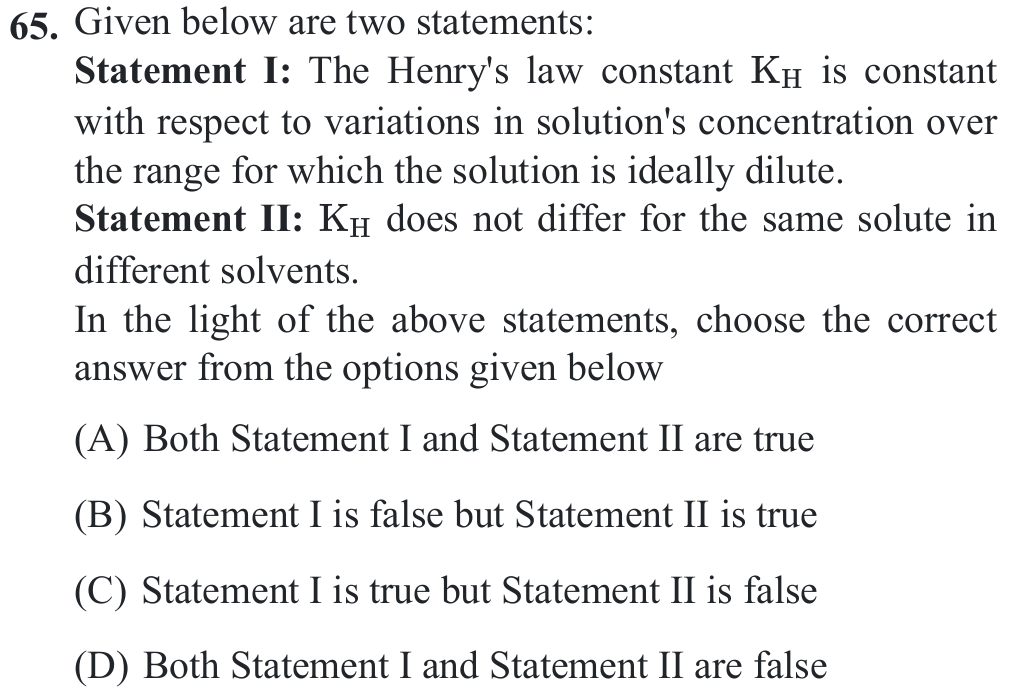 65. Given below are two statements:
Statement I: The Henry's law constant K_H is constant
with respect to variations in solution's concentration over
the range for which the solution is ideally dilute.
Statement II: K_H does not differ for the same solute in
different solvents.
In the light of the above statements, choose the correct
answer from the options given below
(A) Both Statement I and Statement II are true
(B) Statement I is false but Statement II is true
(C) Statement I is true but Statement II is false
(D) Both Statement I and Statement II are false